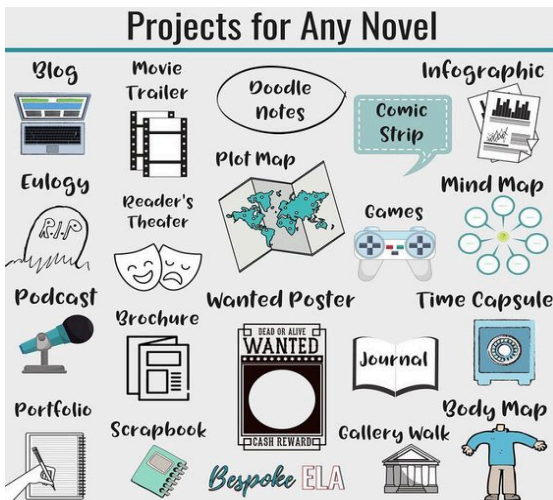 Projects for Any Novel
Blog
Movie
Trailer
Doodle
Notes
Infographic
Comic
Strip
Eulogy
R.I.P
Reader's
Theater
Plot Map
Games
Mind Map
Podcast
Brochure
Wanted Poster
DEAD OR ALIVE
WANTED
CASH REWARD
Journal
Time Capsule
Portfolio
Scrapbook
Gallery Walk
Body Map
Bespoke ELA